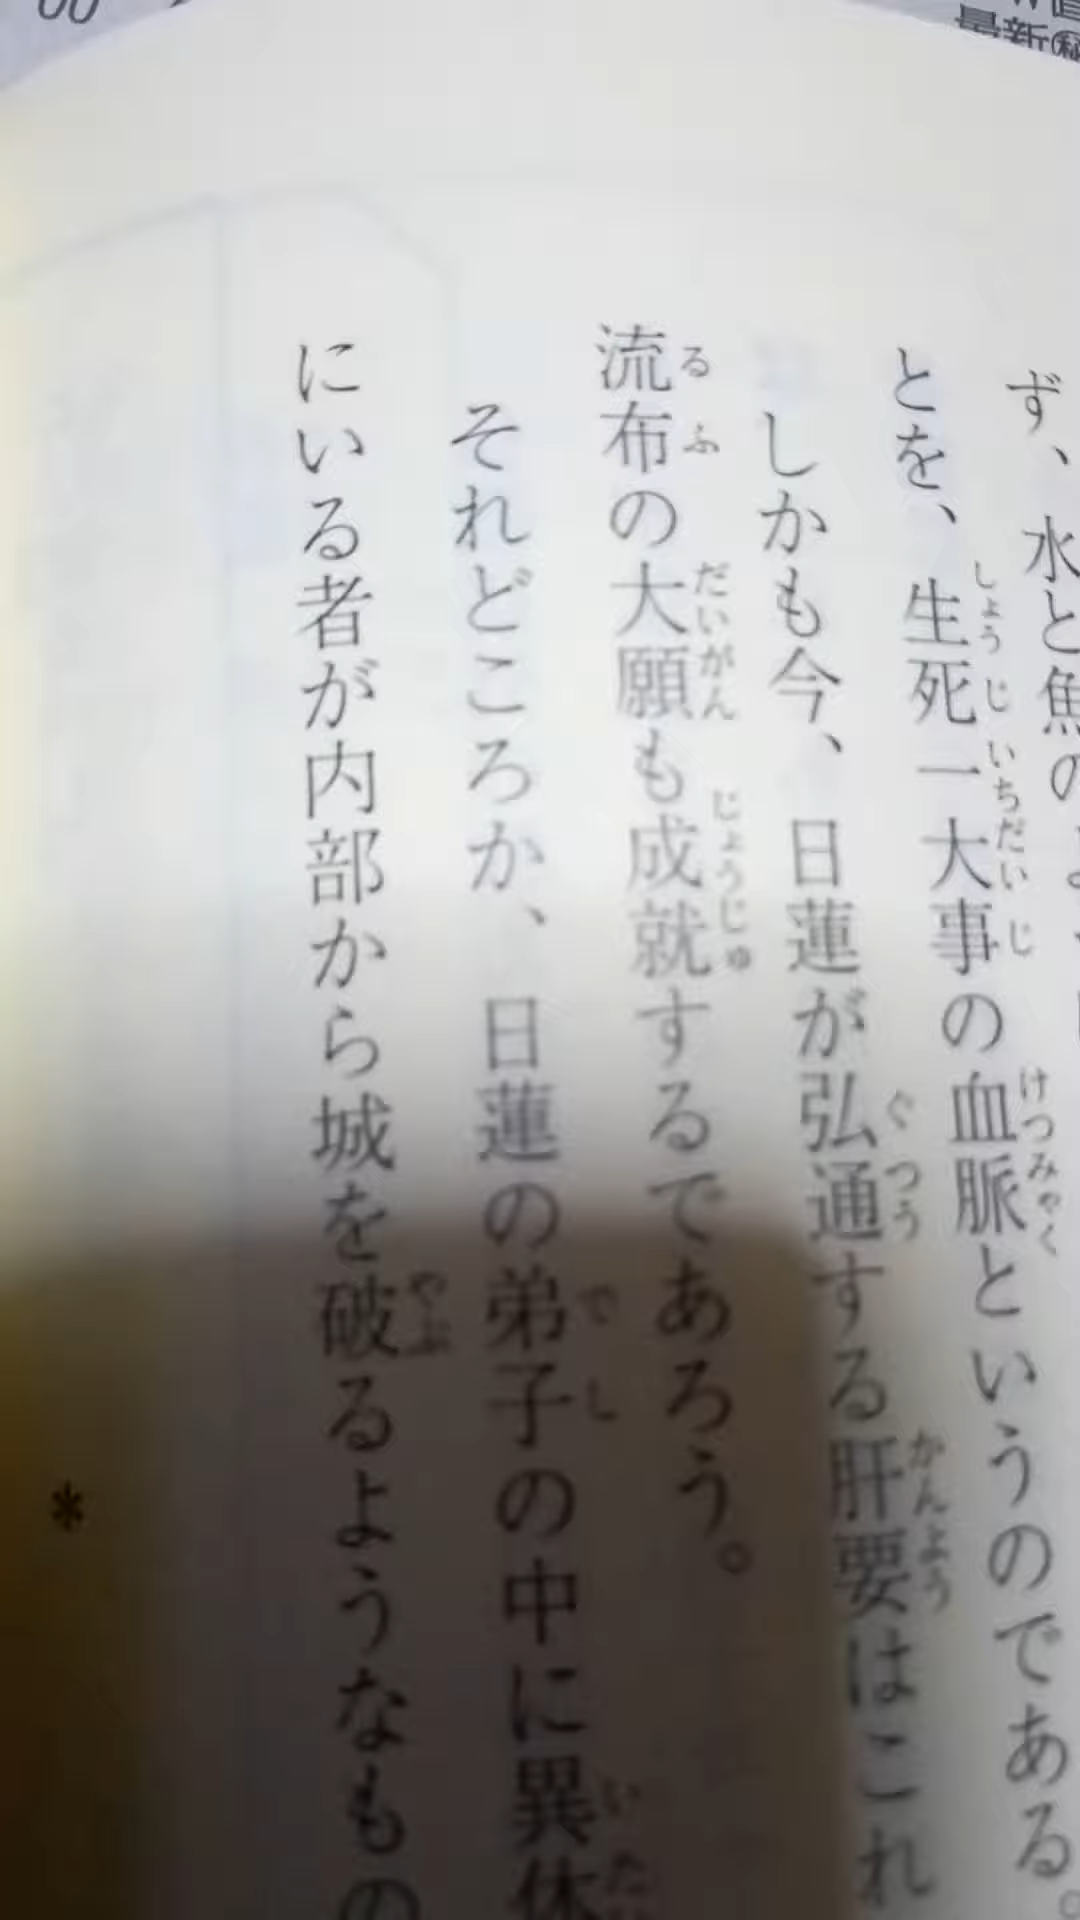 ず、水と魚の
とを、生死一大事の血脈というのである。
しかも今、日蓮が弘通する肝要はこれ
流布の大願も成就するであろう。
それどころか、日蓮の弟子の中に異体
にいる者が内部から城を破るようなもの
*
最新㊙